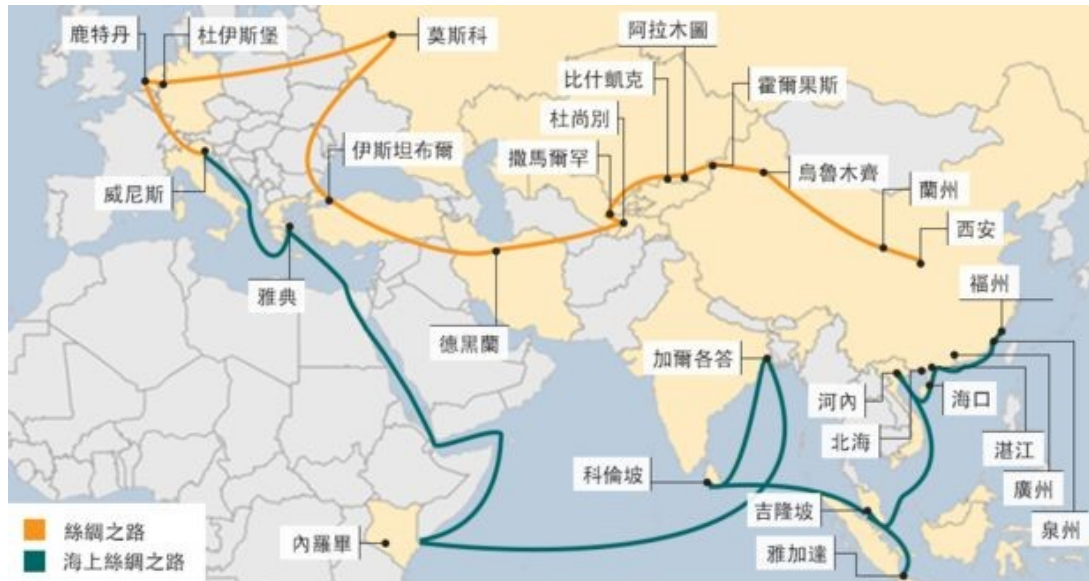 鹿特丹
杜伊斯堡
莫斯科
阿拉木圖
比什凱克
霍爾果斯
杜尚別
撒馬爾罕
伊斯坦布爾
烏魯木齊
威尼斯
蘭州
西安
雅典
福州
德黑蘭
加爾各答
河內
海口
北海
湛江
科倫坡
廣州
吉隆坡
泉州
絲綢之路
海上絲綢之路
內羅畢
雅加達